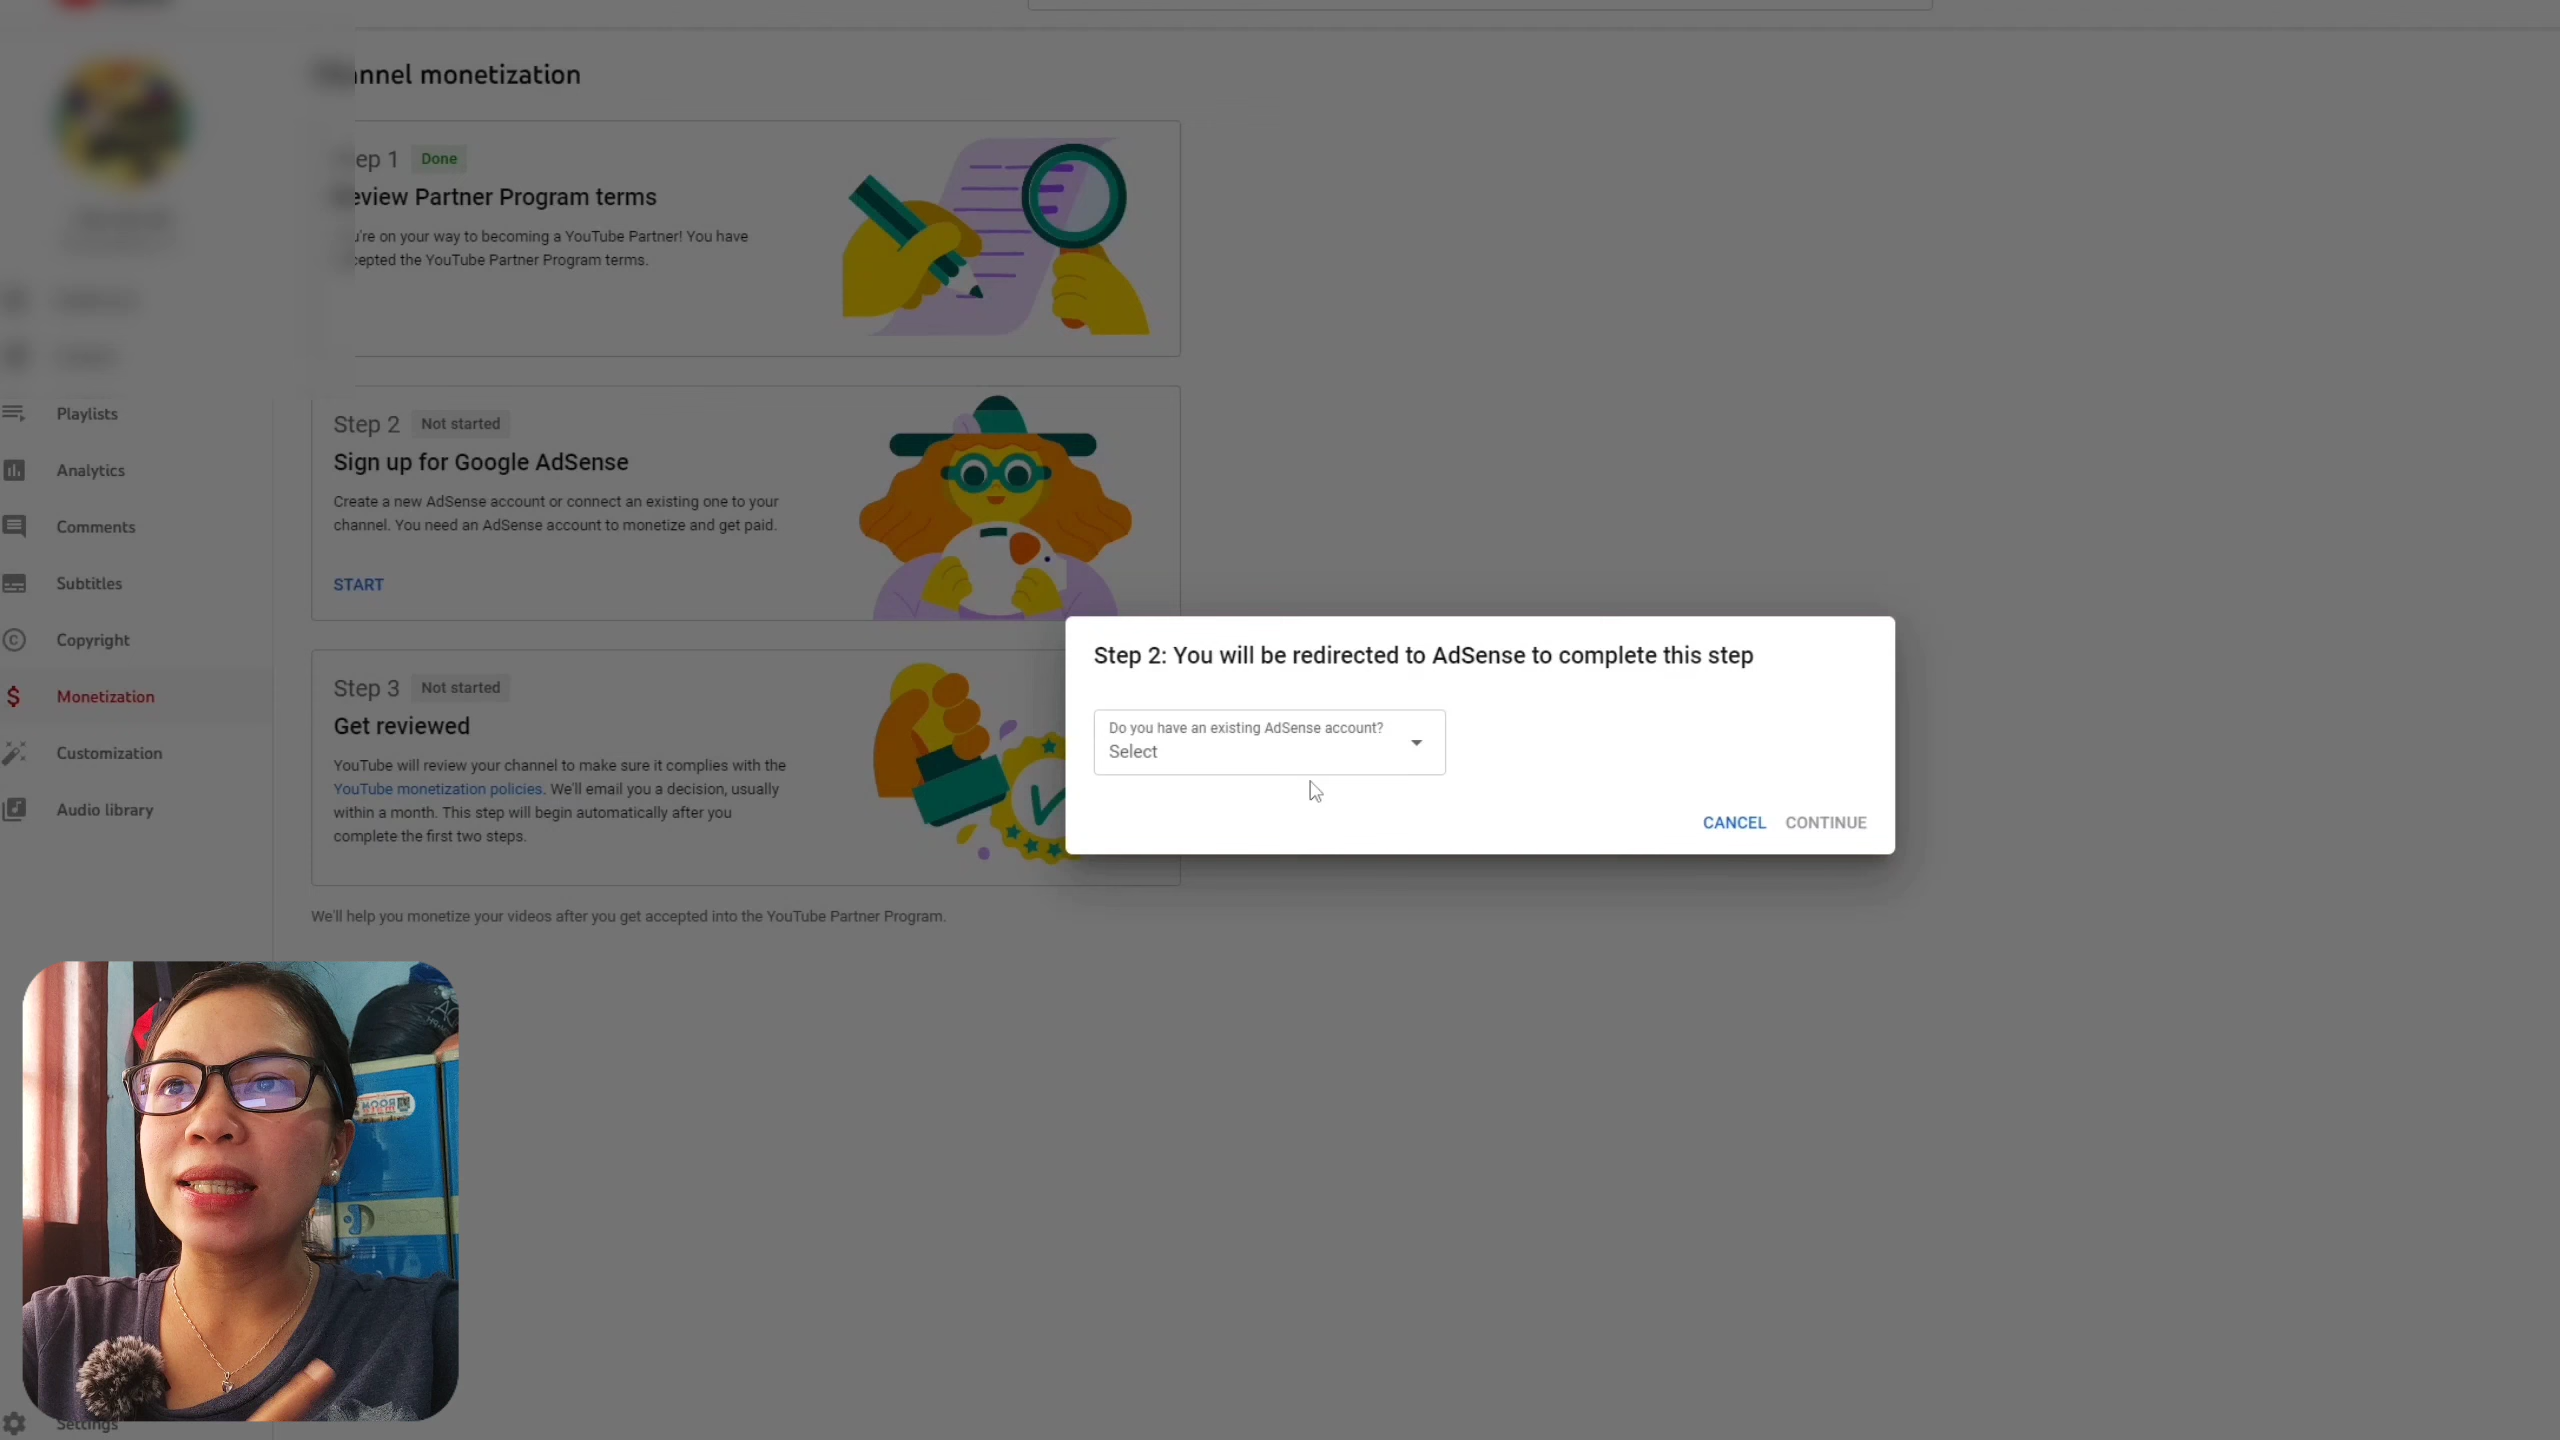 nnel monetization
ep 1 Done
eview Partner Program terms
u're on your way to becoming a YouTube Partner! You have
cepted the YouTube Partner Program terms.
Playlists
Analytics
Comments
Subtitles
Copyright
Monetization
Customization
Audio library
Settings
Step 2 Not started
Sign up for Google AdSense
Create a new AdSense account or connect an existing one to your
channel. You need an AdSense account to monetize and get paid.
START
Step 3 Not started
Get reviewed
YouTube will review your channel to make sure it complies with the
YouTube monetization policies. We'll email you a decision, usually
within a month. This step will begin automatically after you
complete the first two steps.
We'll help you monetize your videos after you get accepted into the YouTube Partner Program.
Step 2: You will be redirected to AdSense to complete this step
Do you have an existing AdSense account?
Select
CANCEL CONTINUE